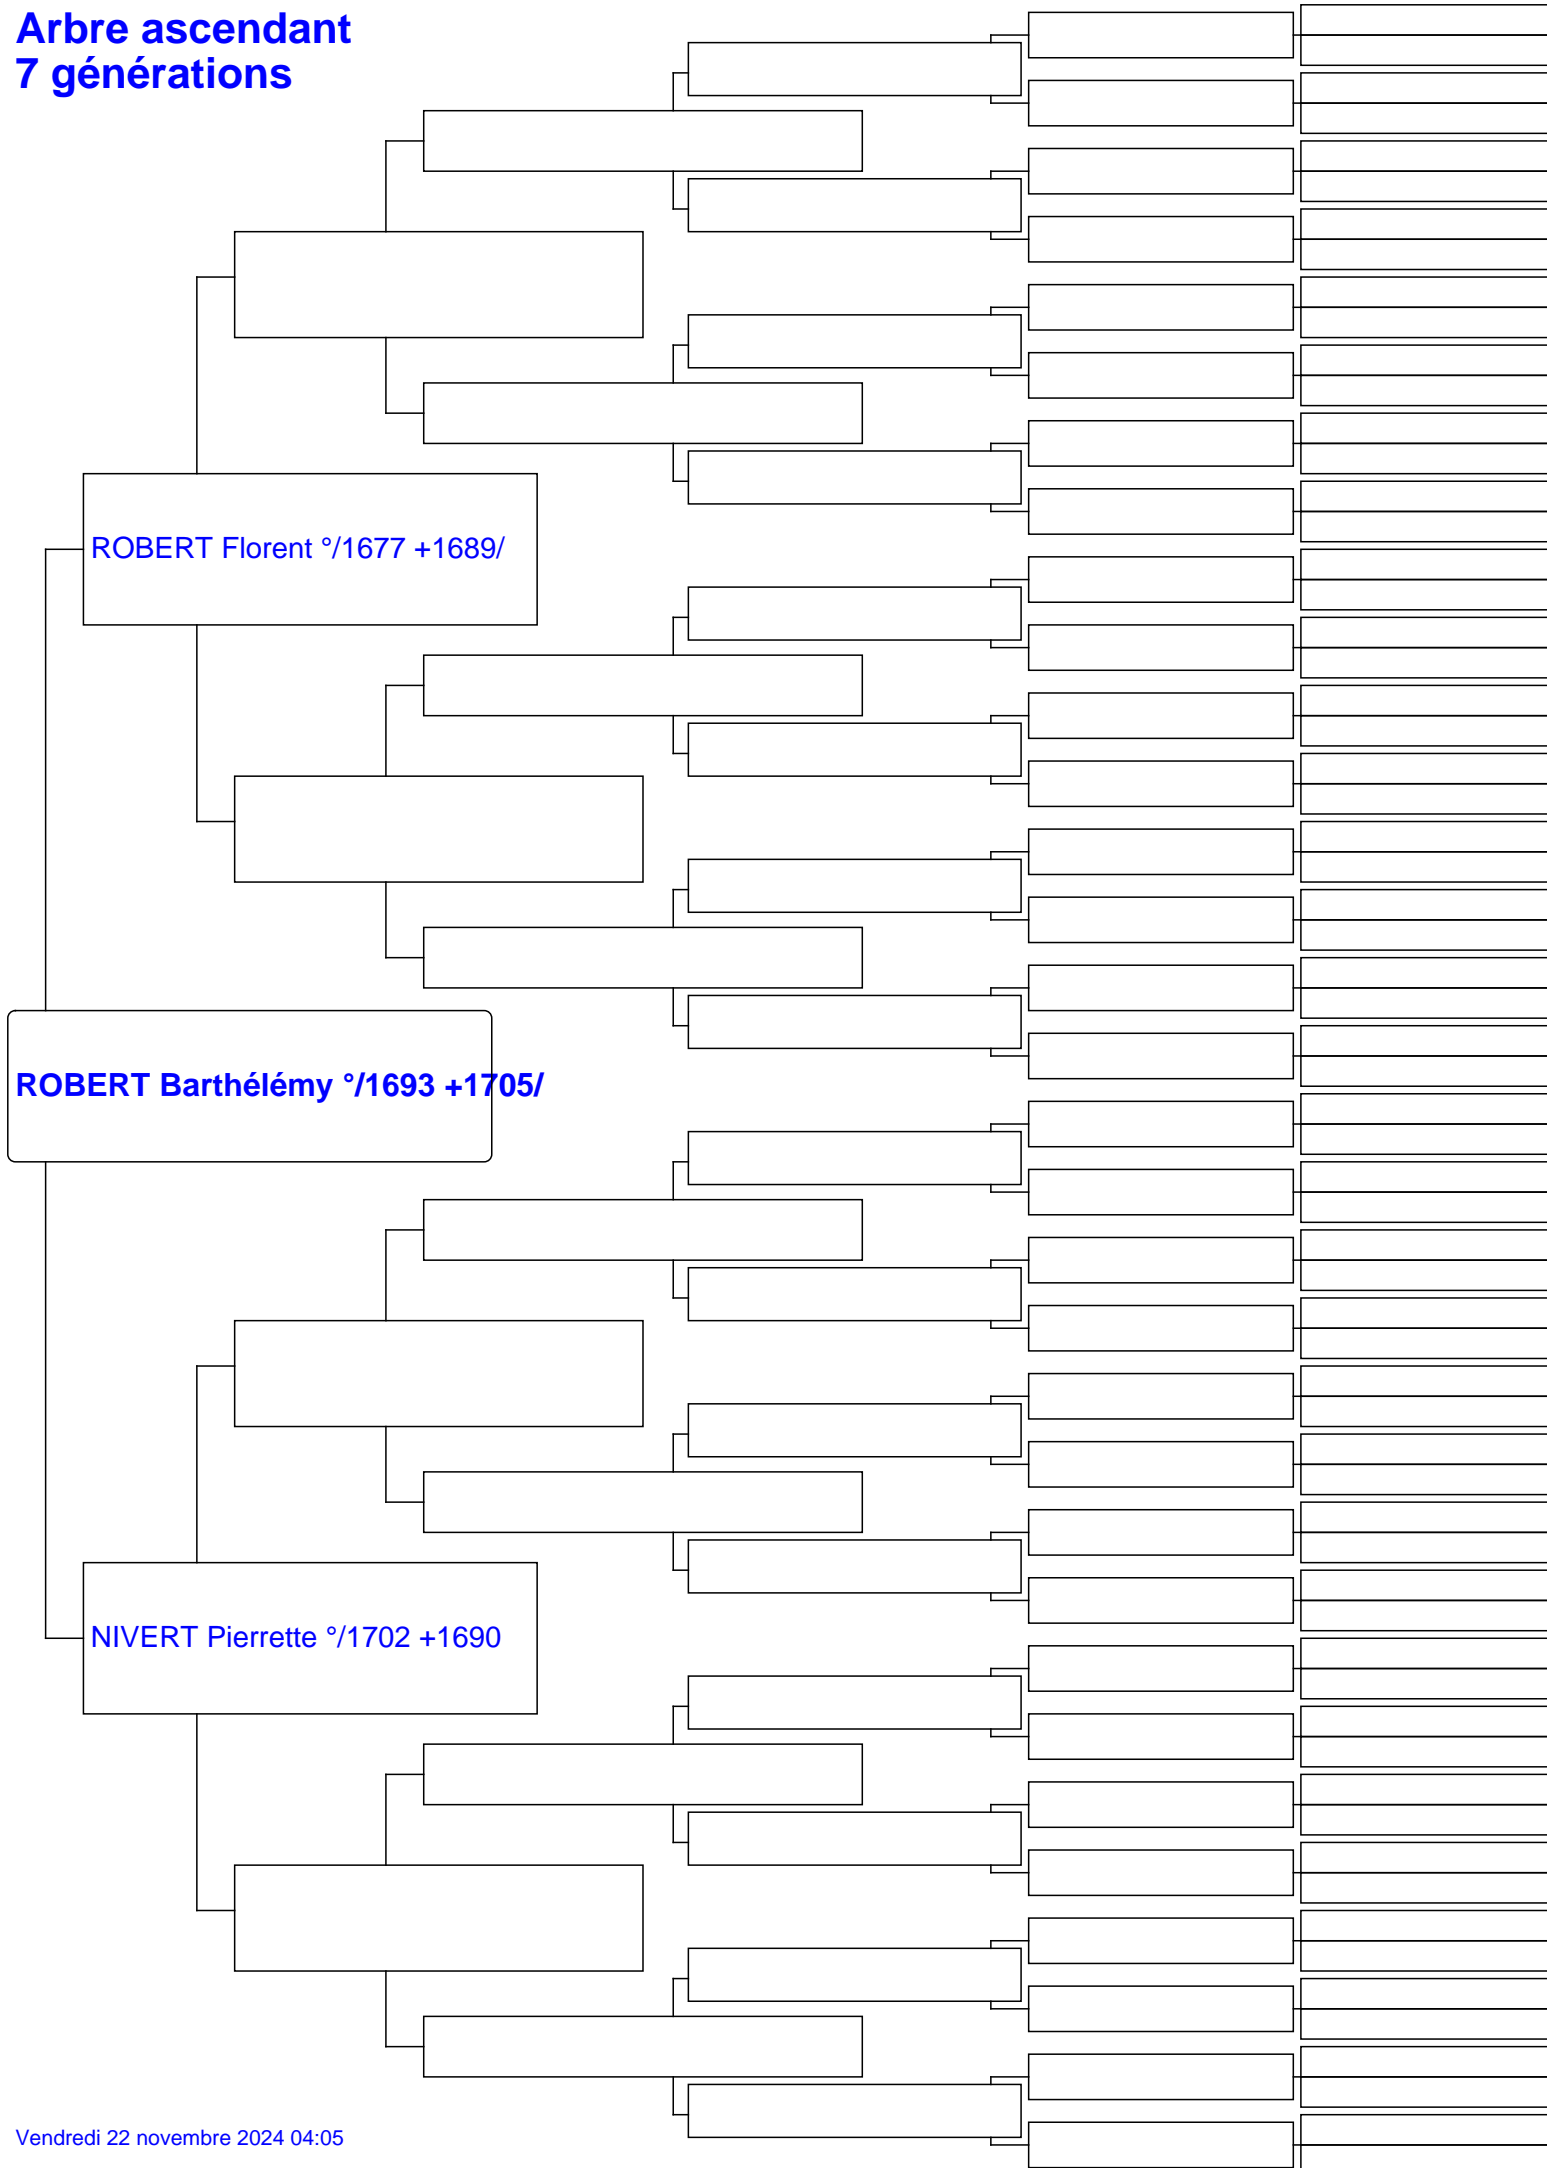 Arbre ascendant
7 générations
ROBERT Florent °/1677 +1689/
ROBERT Barthélémy °/1693 +1705/
NIVERT Pierrette °/1702 +1690
Vendredi 22 novembre 2024 04:05